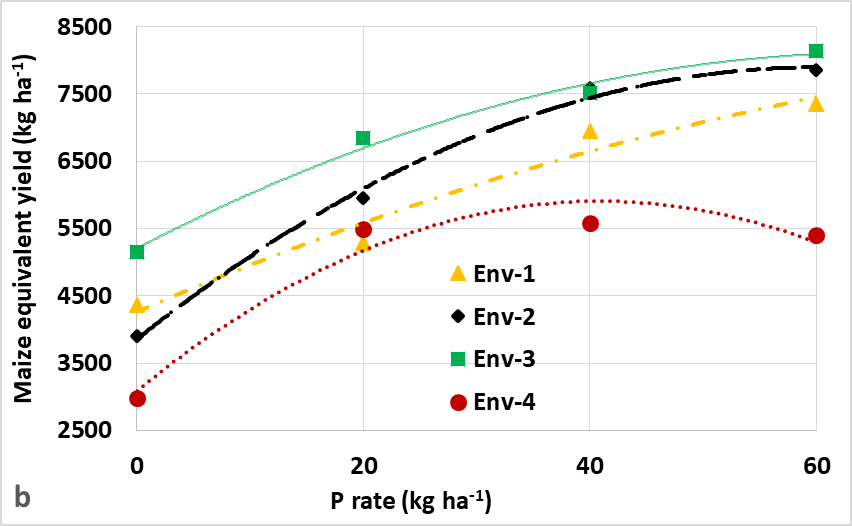 Maize equivalent yield (kg ha⁻¹)
8500
7500
6500
5500
4500
3500
2500
Env-1
Env-2
Env-3
Env-4
0 20 40 60
P rate (kg ha⁻¹)
b